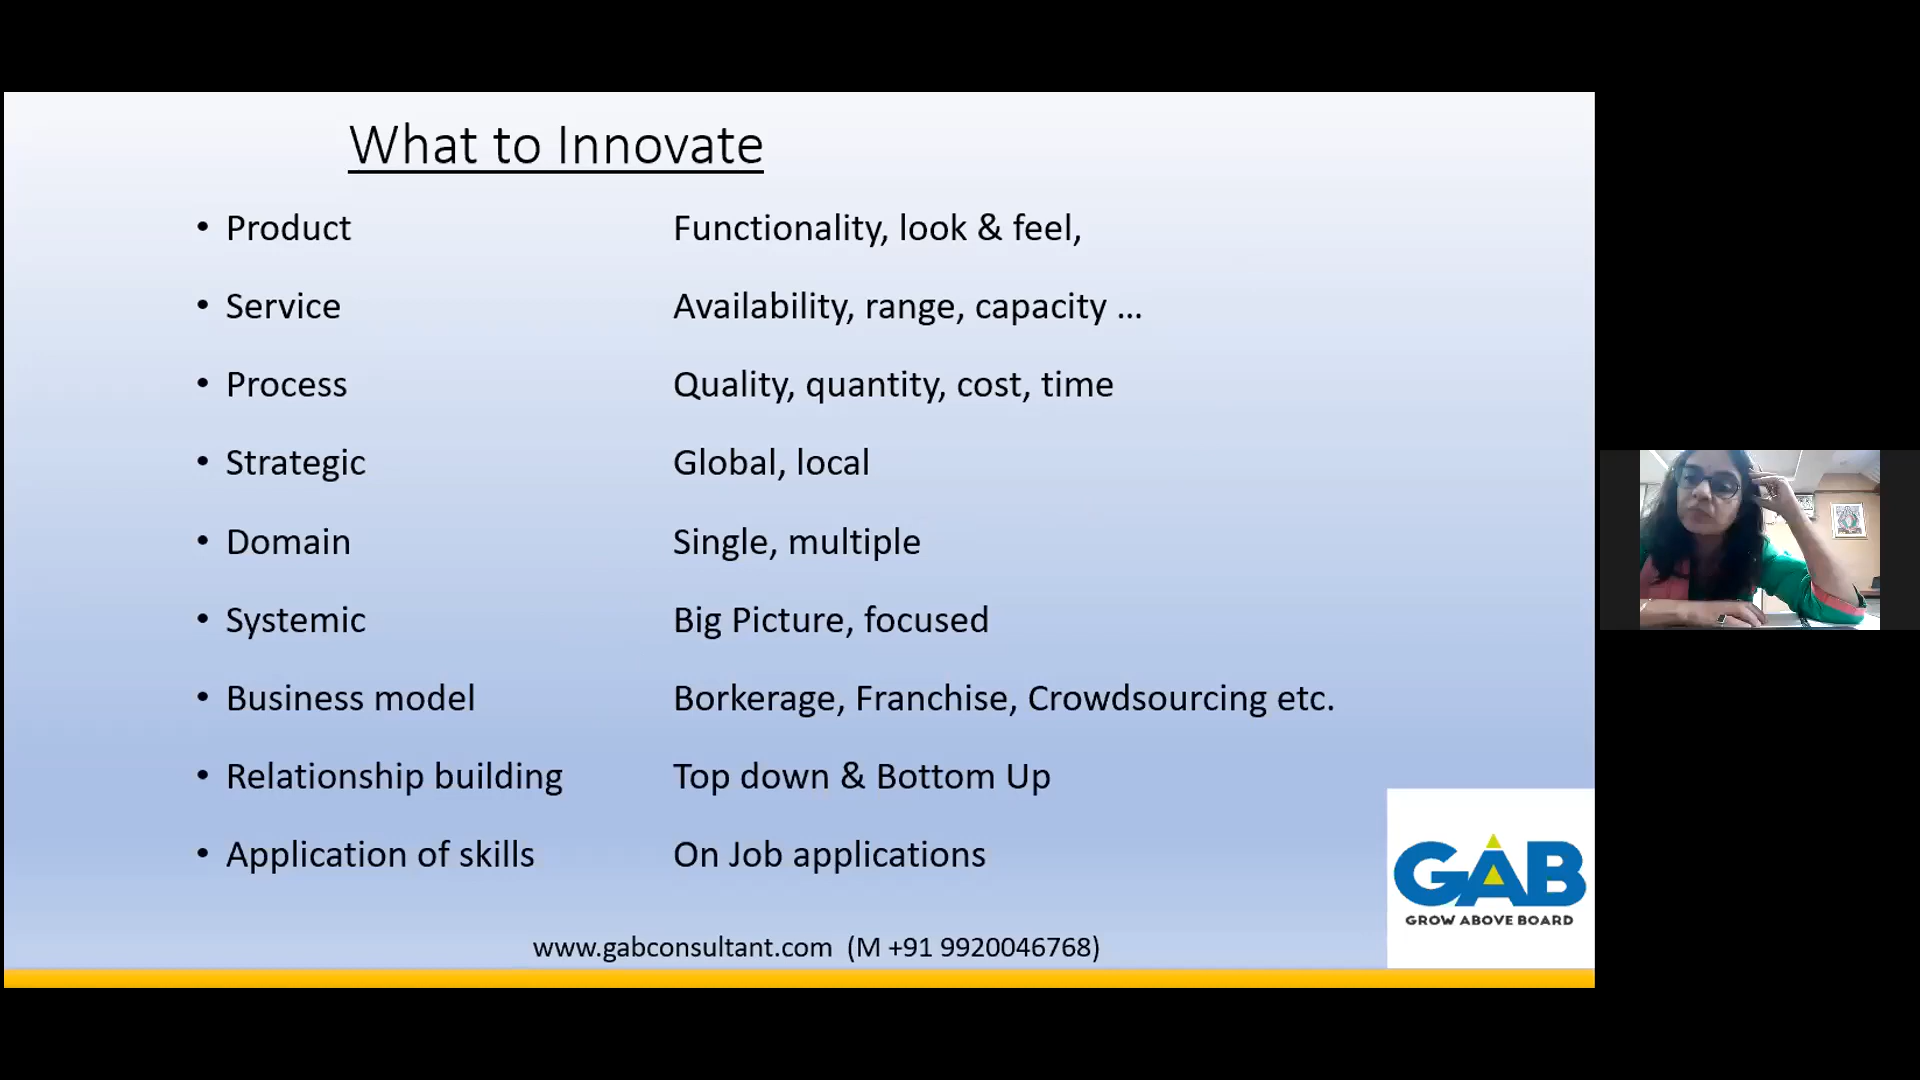 What to Innovate
• Product Functionality, look & feel,
• Service Availability, range, capacity ...
• Process Quality, quantity, cost, time
• Strategic Global, local
• Domain Single, multiple
• Systemic Big Picture, focused
• Business model Borkerage, Franchise, Crowdsourcing etc.
• Relationship building Top down & Bottom Up
• Application of skills On Job applications
GAB
GROW ABOVE BOARD
www.gabconsultant.com (M +91 9920046768)